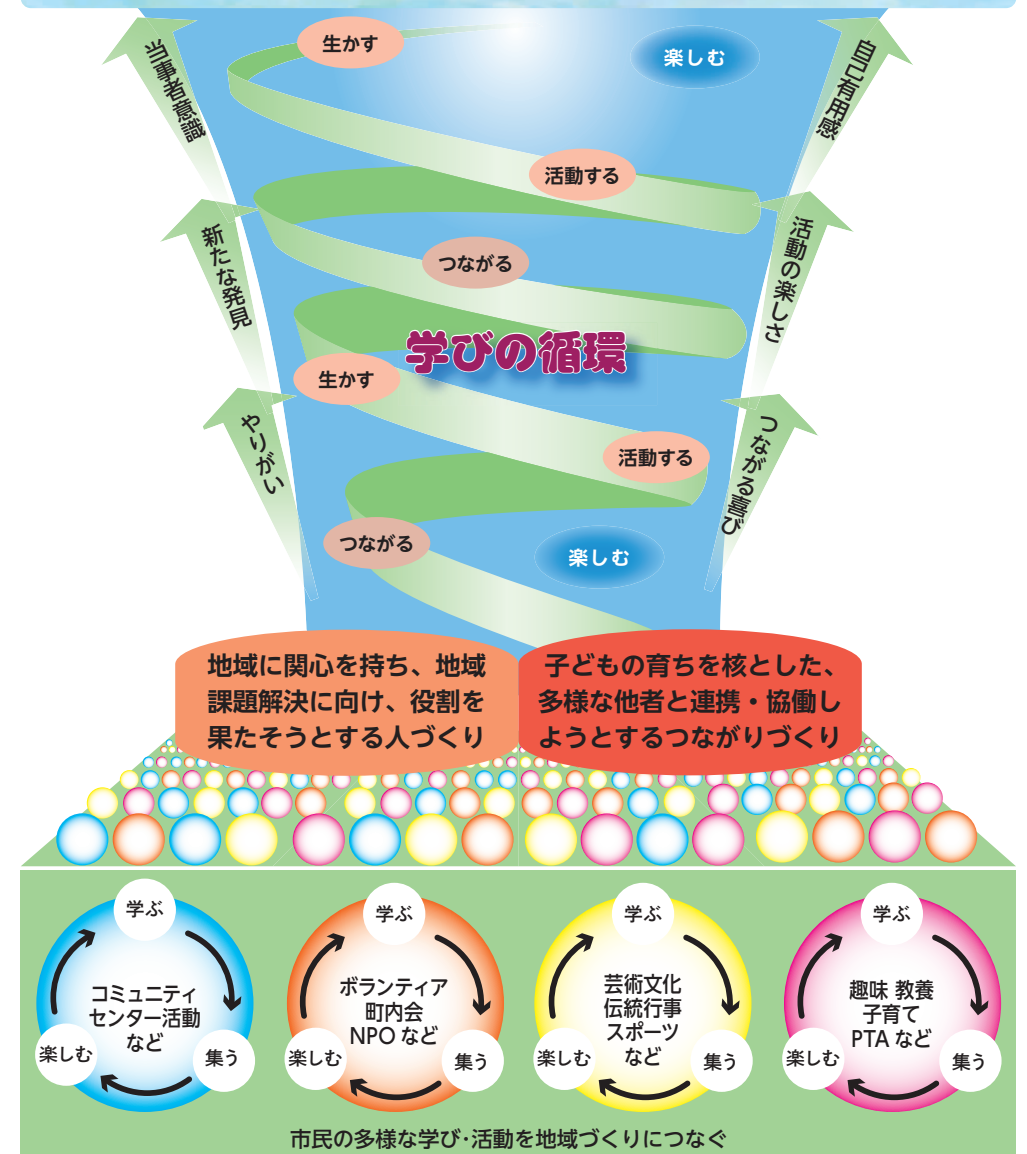 生かす
楽しむ
当事者意識
自己有用感
活動する
新たな発見
活動の楽しさ
つながる
学びの循環
生かす
やりがい
つながる喜び
活動する
つながる
楽しむ
地域に関心を持ち、地域
課題解決に向け、役割を
果たそうとする人づくり
子どもの育ちを核とした、
多様な他者と連携・協働し
ようとするつながりづくり
学ぶ
コミュニティ
センター活動
など
楽しむ
集う
学ぶ
ボランティア
町内会
NPO など
楽しむ
集う
学ぶ
芸術文化
伝統行事
スポーツ
など
楽しむ
集う
学ぶ
趣味 教養
子育て
PTA など
楽しむ
集う
市民の多様な学び・活動を地域づくりにつなぐ